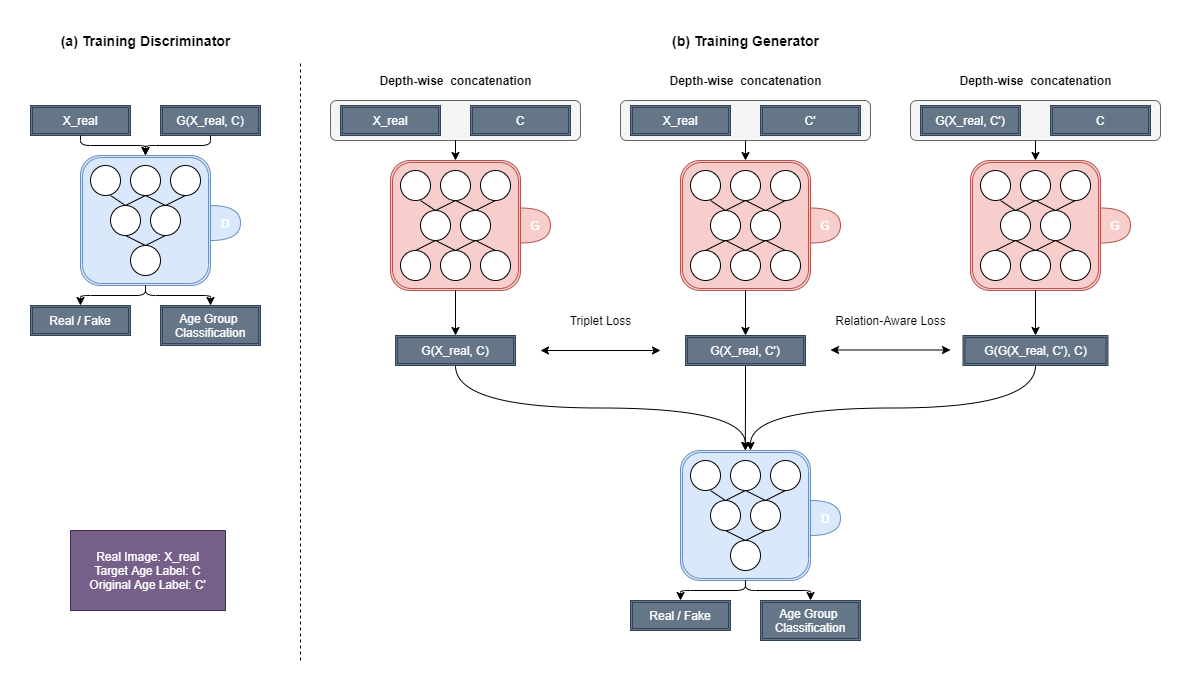 (a) Training Discriminator
X_real
G(X_real, C)
D
Real / Fake
Age Group
Classification
Real Image: X_real
Target Age Label: C
Original Age Label: C'
(b) Training Generator
Depth-wise concatenation
Depth-wise concatenation
Depth-wise concatenation
X_real
C
X_real
C'
G(X_real, C')
C
G
G
G
Triplet Loss
Relation-Aware Loss
G(X_real, C)
G(X_real, C')
G(G(X_real, C'), C)
D
Real / Fake
Age Group
Classification